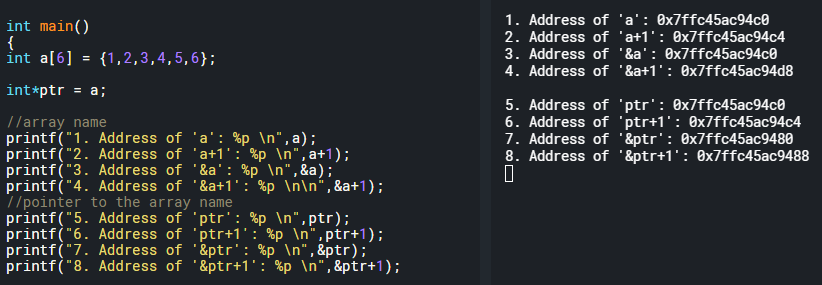 int main()
{
int a[6] = {1,2,3,4,5,6};
int*ptr = a;
//array name
printf("1. Address of 'a': %p \n",a);
printf("2. Address of 'a+1': %p \n",a+1);
printf("3. Address of '&a': %p \n",&a);
printf("4. Address of '&a+1': %p \n\n",&a+1);
//pointer to the array name
printf("5. Address of 'ptr': %p \n",ptr);
printf("6. Address of 'ptr+1': %p \n",ptr+1);
printf("7. Address of '&ptr': %p \n",&ptr);
printf("8. Address of '&ptr+1': %p \n",&ptr+1);
1. Address of 'a': 0x7ffc45ac94c0
2. Address of 'a+1': 0x7ffc45ac94c4
3. Address of '&a': 0x7ffc45ac94c0
4. Address of '&a+1': 0x7ffc45ac94d8
5. Address of 'ptr': 0x7ffc45ac94c0
6. Address of 'ptr+1': 0x7ffc45ac94c4
7. Address of '&ptr': 0x7ffc45ac9480
8. Address of '&ptr+1': 0x7ffc45ac9488